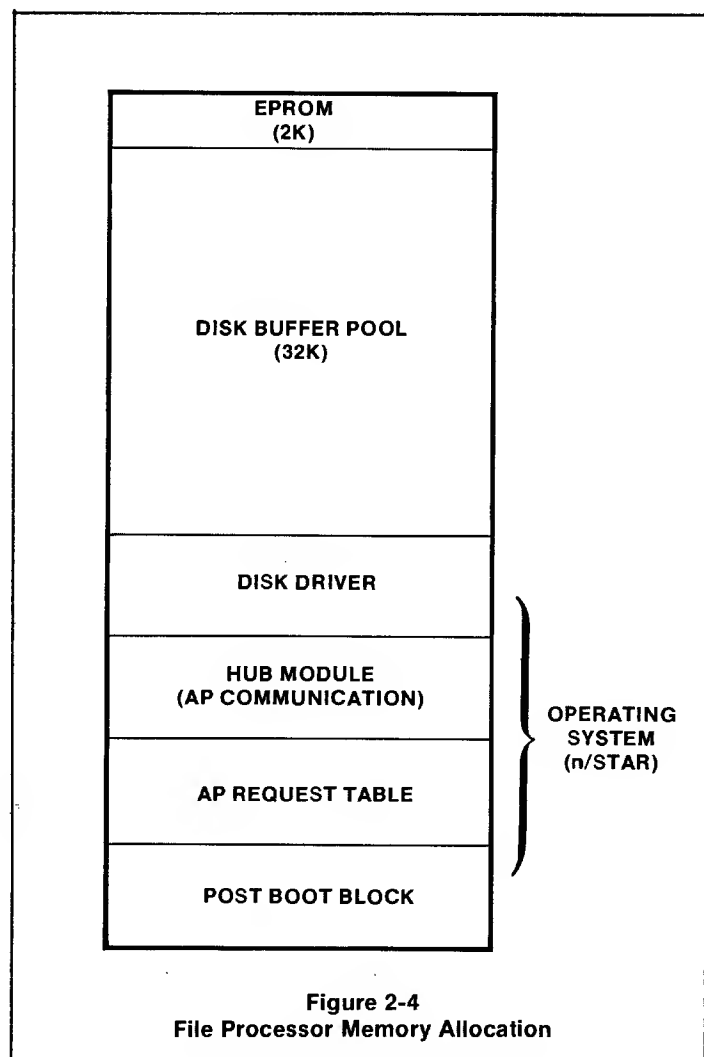 EPROM
(2K)
DISK BUFFER POOL
(32K)
DISK DRIVER
HUB MODULE
(AP COMMUNICATION)
AP REQUEST TABLE
POST BOOT BLOCK
OPERATING
SYSTEM
(n/STAR)
Figure 2-4
File Processor Memory Allocation